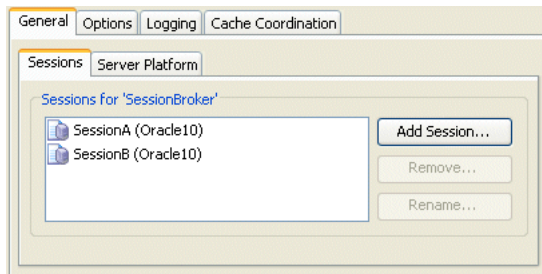 General Options Logging Cache Coordination
Sessions Server Platform
Sessions for 'SessionBroker'
SessionA (Oracle10)
SessionB (Oracle10)
Add Session...
Remove...
Rename...